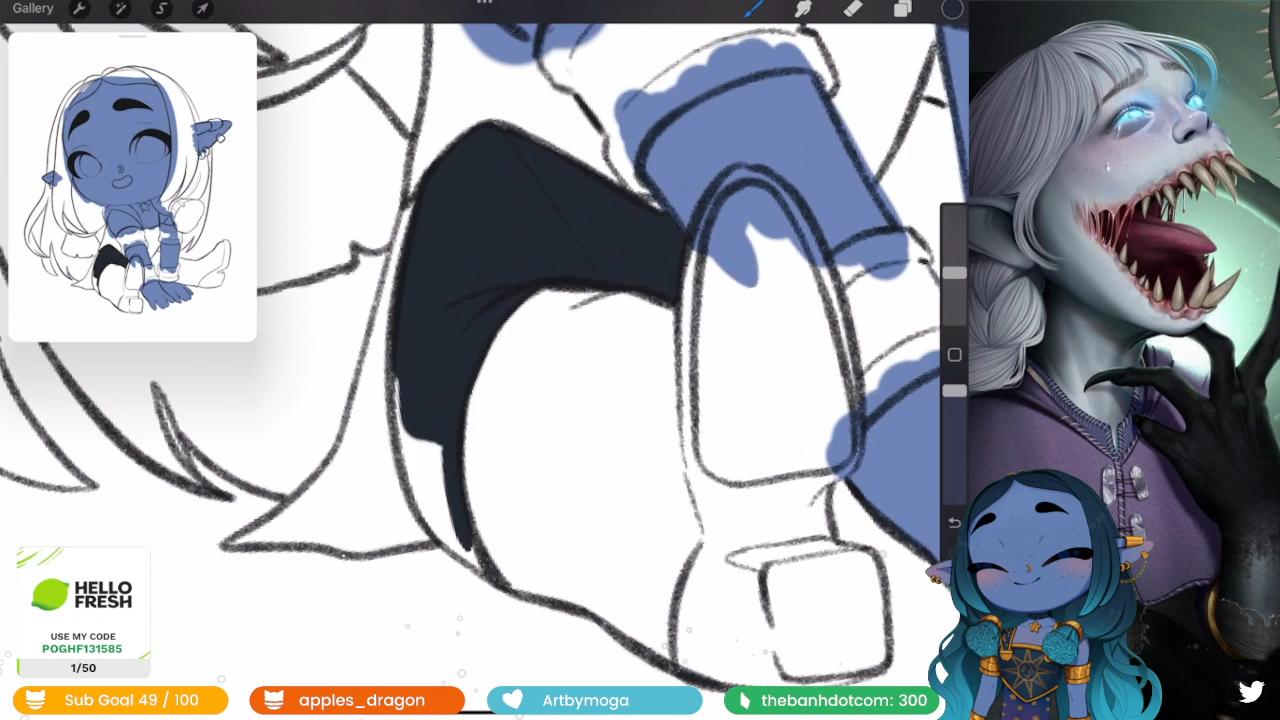 Gallery
HELLO
FRESH
USE MY CODE
POGHF131585
1/50
Sub Goal 49 / 100
apples_dragon
Artbymoga
thebanhdotcom: 300